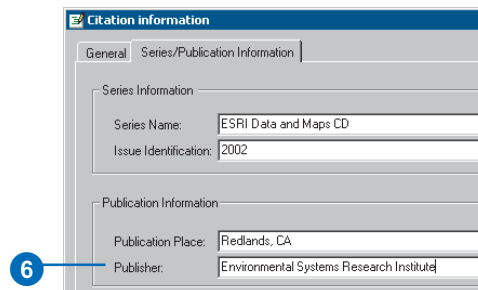 Citation information
General Series/Publication Information
Series Information
Series Name: ESRI Data and Maps CD
Issue Identification: 2002
Publication Information
Publication Place: Redlands, CA
6 Publisher: Environmental Systems Research Institute